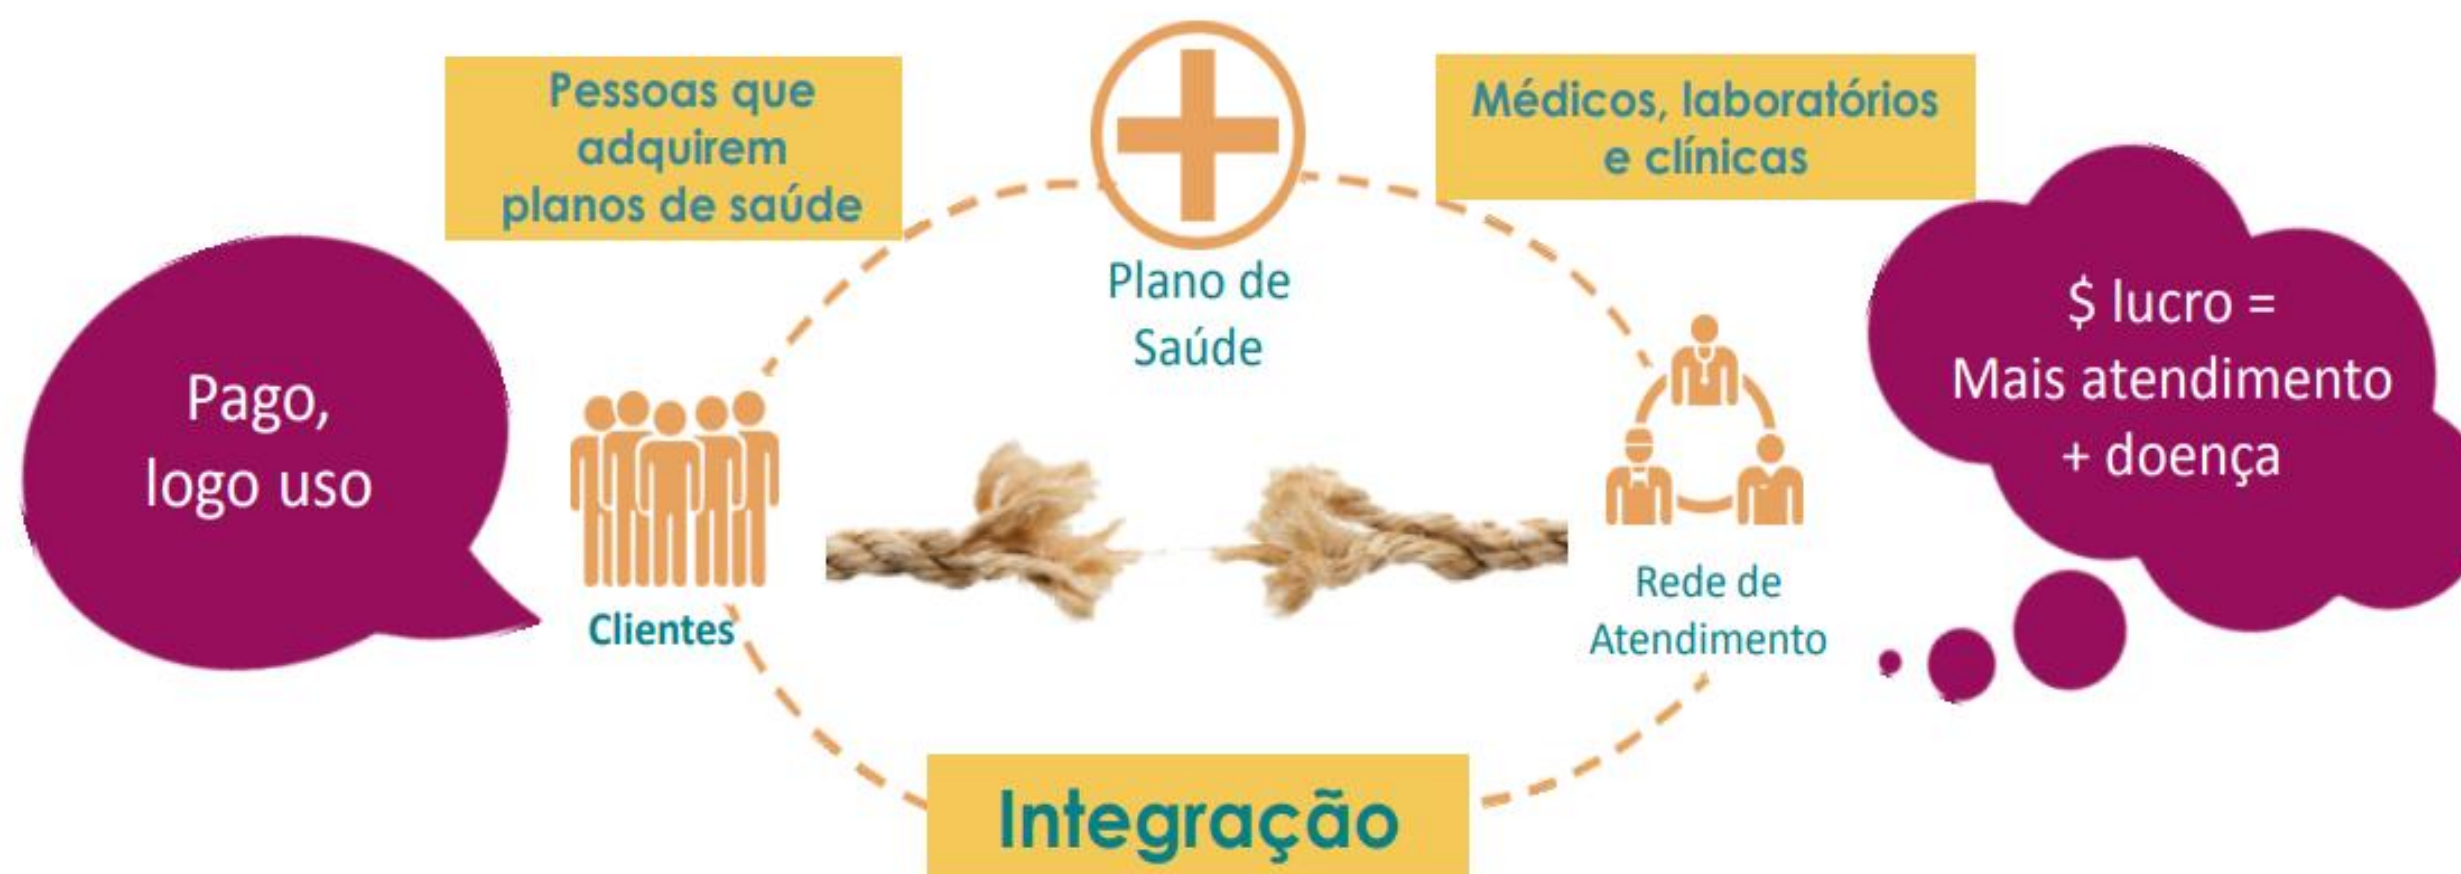 Pessoas que
adquirem
planos de saúde
Médicos, laboratórios
e clínicas
Plano de
Saúde
Pago,
logo uso
$ lucro =
Mais atendimento
+ doença
Clientes
Rede de
Atendimento
Integração